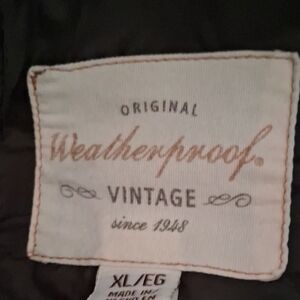 ORIGINAL
Weatherproof.
VINTAGE
since 1948
XL/EG
MADE IN/